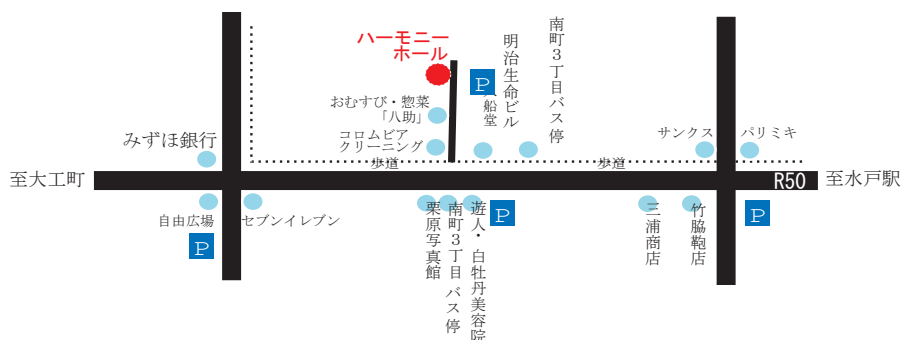 ハーモニー
ホール
P
明治生命ビル
南町３丁目バス停
おむすび・惣菜
「八助」
船堂
コロムビア
クリーニング
みずほ銀行
サンクス
パリミキ
歩道
歩道
至大工町
R50
至水戸駅
自由広場
セブンイレブン
P
栗原写真館
南町３丁目 バス停
遊人・白牡丹美容院
P
三浦商店
竹脇鞄店
P